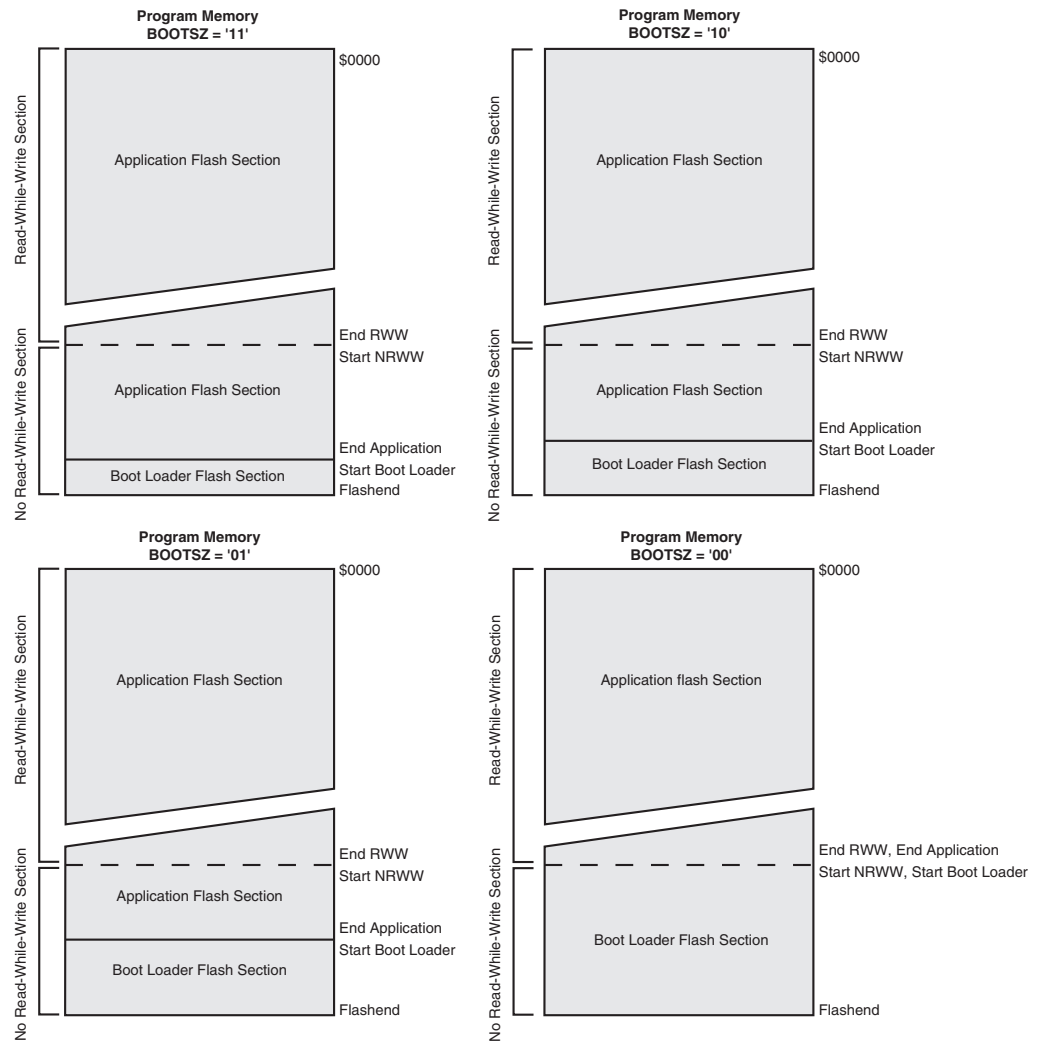 Program Memory
BOOTSZ = '11'
$0000
Read-While-Write Section
Application Flash Section
End RWW
Start NRWW
No Read-While-Write Section
Application Flash Section
End Application
Start Boot Loader
Boot Loader Flash Section
Flashend
Program Memory
BOOTSZ = '10'
$0000
Read-While-Write Section
Application Flash Section
End RWW
Start NRWW
No Read-While-Write Section
Application Flash Section
End Application
Start Boot Loader
Boot Loader Flash Section
Flashend
Program Memory
BOOTSZ = '01'
$0000
Read-While-Write Section
Application Flash Section
End RWW
Start NRWW
No Read-While-Write Section
Application Flash Section
End Application
Start Boot Loader
Boot Loader Flash Section
Flashend
Program Memory
BOOTSZ = '00'
$0000
Read-While-Write Section
Application flash Section
End RWW, End Application
Start NRWW, Start Boot Loader
No Read-While-Write Section
Boot Loader Flash Section
Flashend